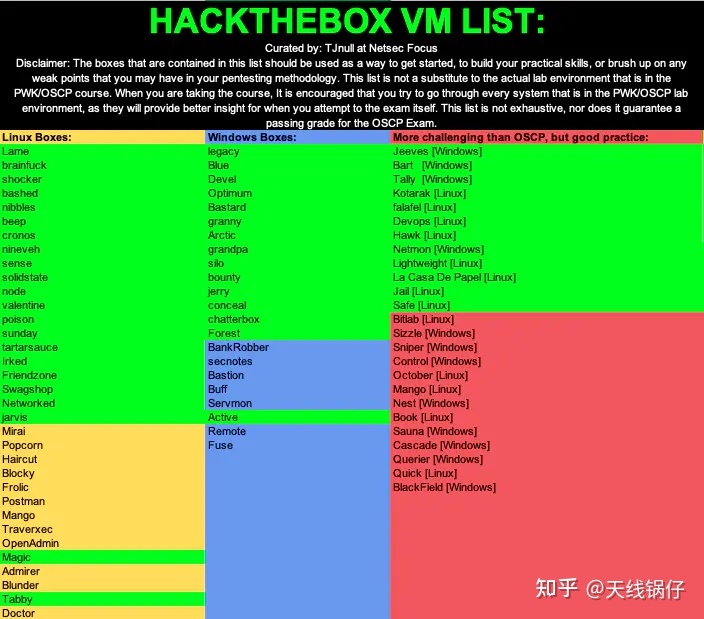 HACKTHEBOX VM LIST:
Curated by: TJnull at Netsec Focus
Disclaimer: The boxes that are contained in this list should be used as a way to get started, to build your practical skills, or brush up on any
weak points that you may have in your pentesting methodology. This list is not a substitute to the actual lab environment that is in the
PWK/OSCP course. When you are taking the course, It is encouraged that you try to go through every system that is in the PWK/OSCP lab
environment, as they will provide better insight for when you attempt to the exam itself. This list is not exhaustive, nor does it guarantee a
passing grade for the OSCP Exam.
Linux Boxes: Windows Boxes: More challenging than OSCP, but good practice:
Lame legacy Jeeves [Windows]
brainfuck Blue Bart [Windows]
shocker Devel Tally [Windows]
bashed Optimum Kotarak [Linux]
nibbles Bastard falafel [Linux]
beep granny Devops [Linux]
cronos Arctic Hawk [Linux]
nineveh grandpa Netmon [Windows]
sense silo Lightweight [Linux]
solidstate bounty La Casa De Papel [Linux]
node jerry Jail [Linux]
valentine conceal Safe [Linux]
poison chatterbox Bitlab [Linux]
sunday Forest Sizzle [Windows]
tartarsauce BankRobber Sniper [Windows]
Irked secnotes Control [Windows]
Friendzone Bastion October [Linux]
Swagshop Buff Mango [Linux]
Networked Servmon Nest [Windows]
jarvis Active Book [Linux]
Mirai Remote Sauna [Windows]
Popcorn Fuse Cascade [Windows]
Haircut Querier [Windows]
Blocky Quick [Linux]
Frolic BlackField [Windows]
Postman
Mango
Traverxec
OpenAdmin
Magic
Admirer
Blunder
Tabby
Doctor
知乎 @天线锅仔